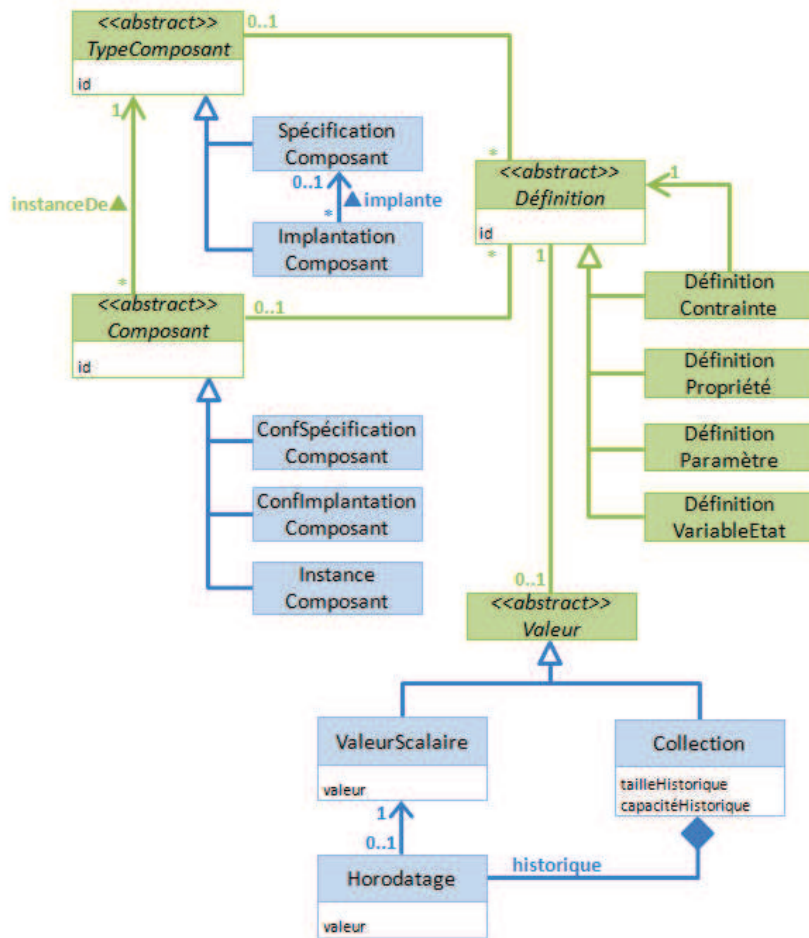 <<abstract>>
TypeComposant
id
0..1
1
Spécification
Composant
0..1
▲implante
*
Implantation
Composant
instanceDe▲
*
<<abstract>>
Définition
id
*
1
1
*
<<abstract>>
Composant
id
0..1
Définition
Contrainte
Définition
Propriété
Définition
Paramètre
Définition
VariableEtat
ConfSpécification
Composant
ConfImplantation
Composant
Instance
Composant
0..1
<<abstract>>
Valeur
ValeurScalaire
valeur
Collection
tailleHistorique
capacitéHistorique
1
0..1
historique
Horodatage
valeur